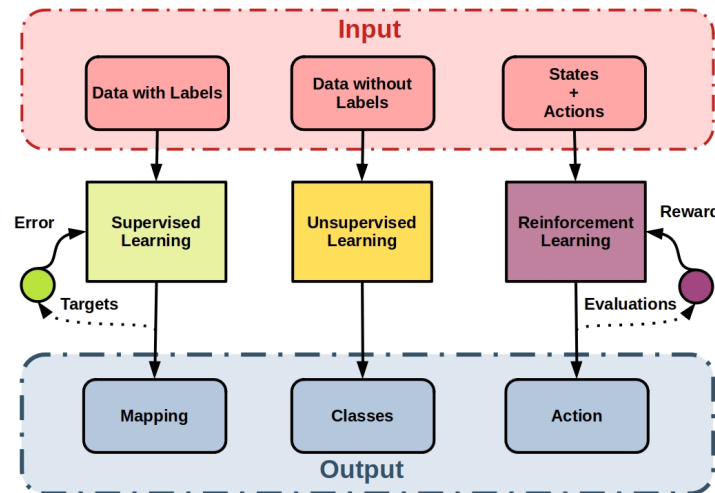 Input
Data with Labels
Data without
Labels
States
+
Actions
Error
Supervised
Learning
Unsupervised
Learning
Reinforcement
Learning
Reward
Targets
Evaluations
Mapping
Classes
Action
Output